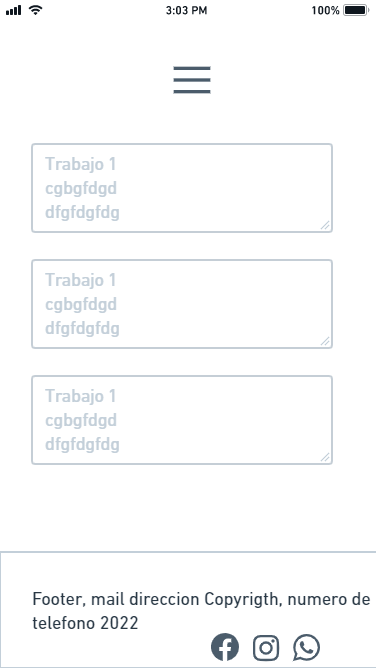 3:03 PM
100%
Trabajo 1
cgbgfdgd
dfgfdgfdg
Trabajo 1
cgbgfdgd
dfgfdgfdg
Trabajo 1
cgbgfdgd
dfgfdgfdg
Footer, mail direccion Copyrigth, numero de
telefono 2022